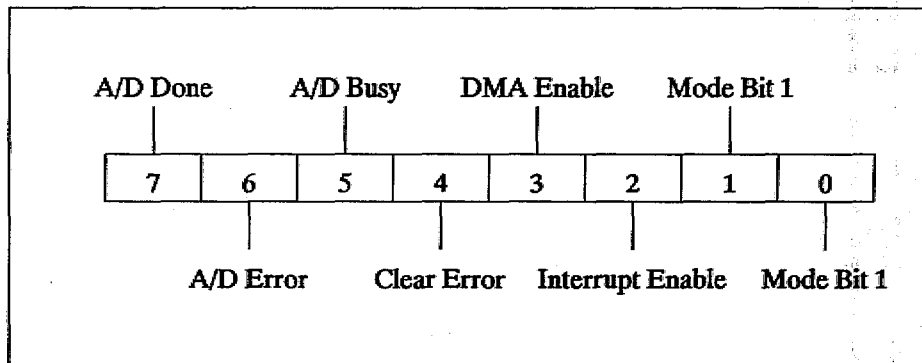 A/D Done A/D Busy DMA Enable Mode Bit 1
7 6 5 4 3 2 1 0
A/D Error Clear Error Interrupt Enable Mode Bit 1